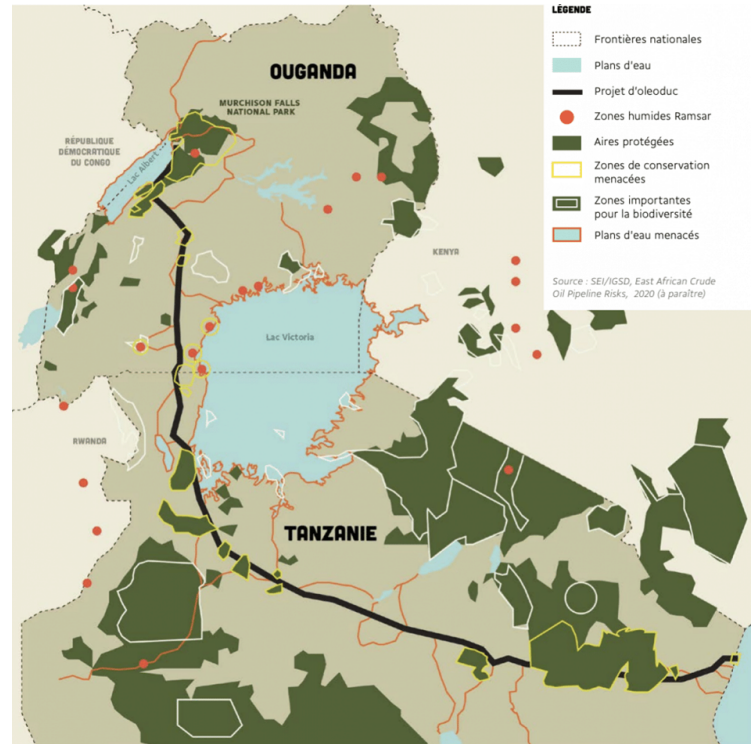 LÉGENDE
Frontières nationales
Plans d'eau
Projet d'oleoduc
Zones humides Ramsar
Aires protégées
Zones de conservation
menacées
Zones importantes
pour la biodiversité
Plans d'eau menacés
Source : SEI/IGSD, East African Crude
Oil Pipeline Risks, 2020 (à paraître)
OUGANDA
MURCHISON FALLS
NATIONAL PARK
RÉPUBLIQUE
DÉMOCRATIQUE
DU CONGO
Lac Albert
KENYA
Lac Victoria
RWANDA
TANZANIE